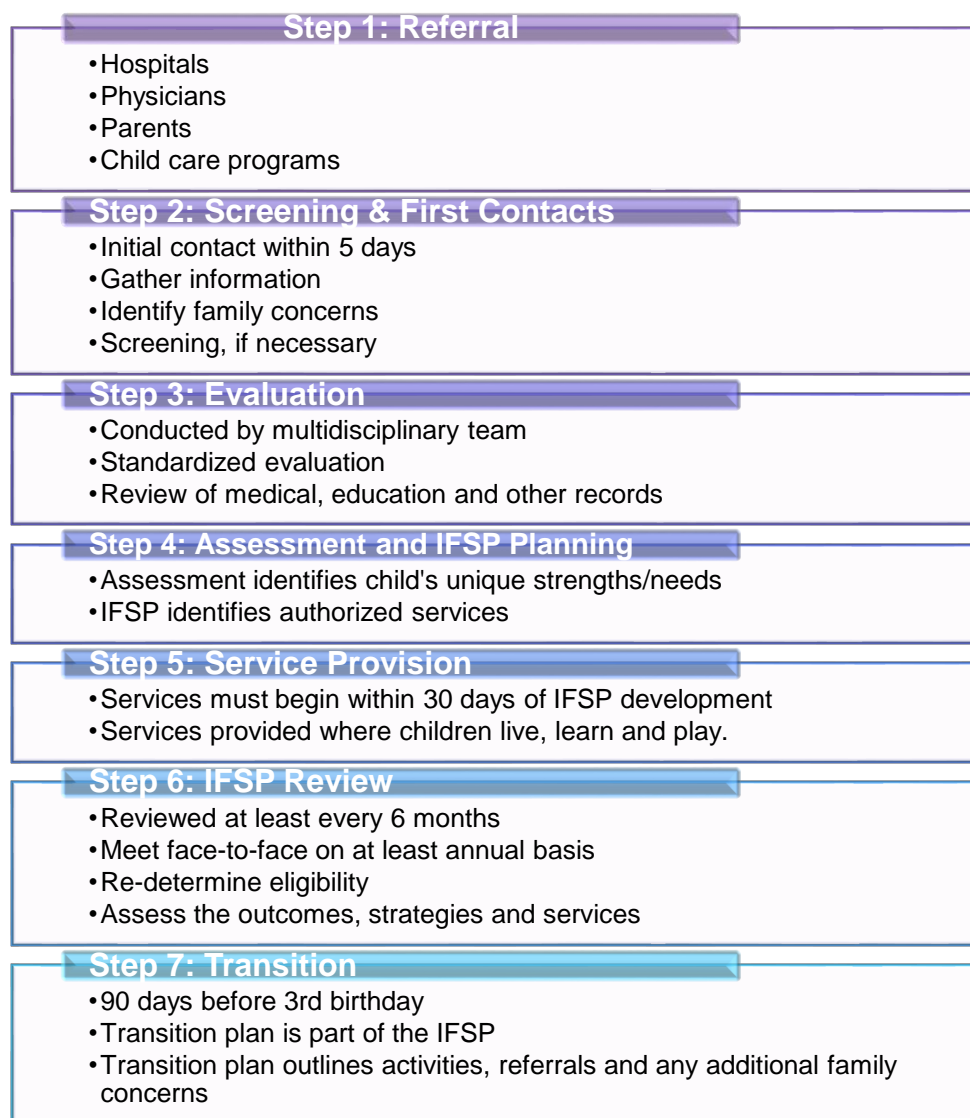 Step 1: Referral
•Hospitals
•Physicians
•Parents
•Child care programs
Step 2: Screening & First Contacts
•Initial contact within 5 days
•Gather information
•Identify family concerns
•Screening, if necessary
Step 3: Evaluation
•Conducted by multidisciplinary team
•Standardized evaluation
•Review of medical, education and other records
Step 4: Assessment and IFSP Planning
•Assessment identifies child's unique strengths/needs
•IFSP identifies authorized services
Step 5: Service Provision
•Services must begin within 30 days of IFSP development
•Services provided where children live, learn and play.
Step 6: IFSP Review
•Reviewed at least every 6 months
•Meet face-to-face on at least annual basis
•Re-determine eligibility
•Assess the outcomes, strategies and services
Step 7: Transition
•90 days before 3rd birthday
•Transition plan is part of the IFSP
•Transition plan outlines activities, referrals and any additional family
concerns